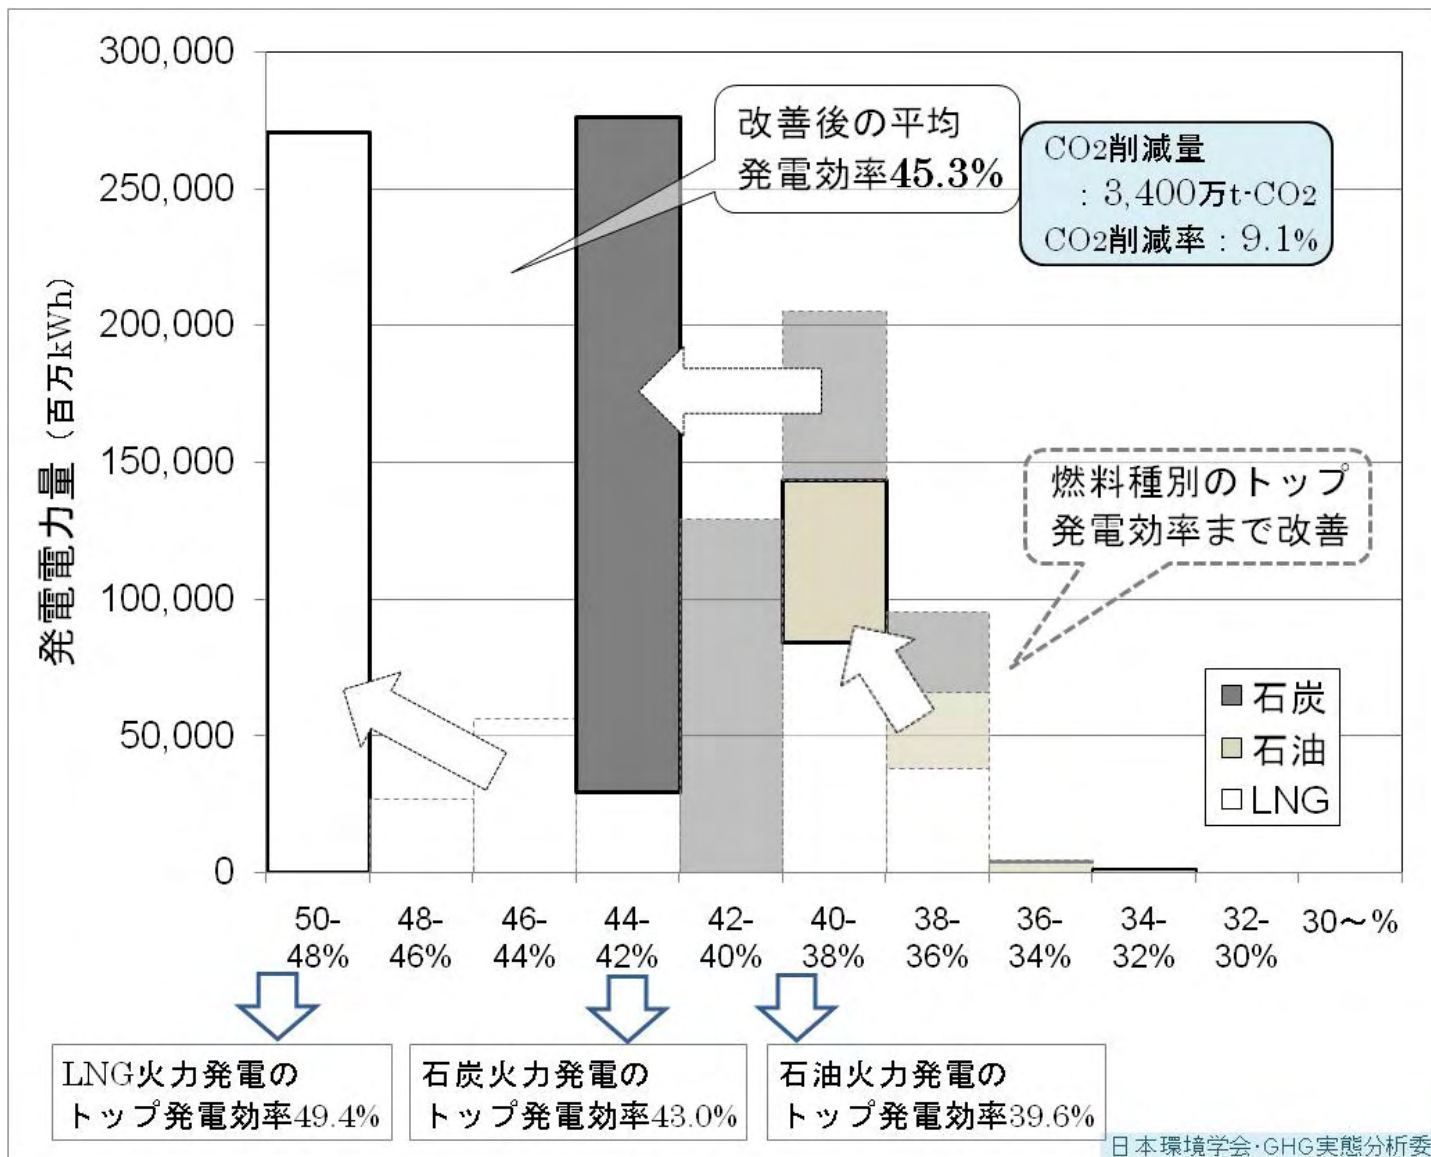 300,000
250,000
200,000
150,000
100,000
50,000
0
発電電力量（百万kWh）
改善後の平均
発電効率45.3%
CO2削減量
：3,400万t-CO2
CO2削減率：9.1%
燃料種別のトップ
発電効率まで改善
石炭
石油
LNG
50-
48%
48-
46%
46-
44%
44-
42%
42-
40%
40-
38%
38-
36%
36-
34%
34-
32%
32-
30%
30～%
LNG火力発電の
トップ発電効率49.4%
石炭火力発電の
トップ発電効率43.0%
石油火力発電の
トップ発電効率39.6%
日本環境学会・GHG実態分析委